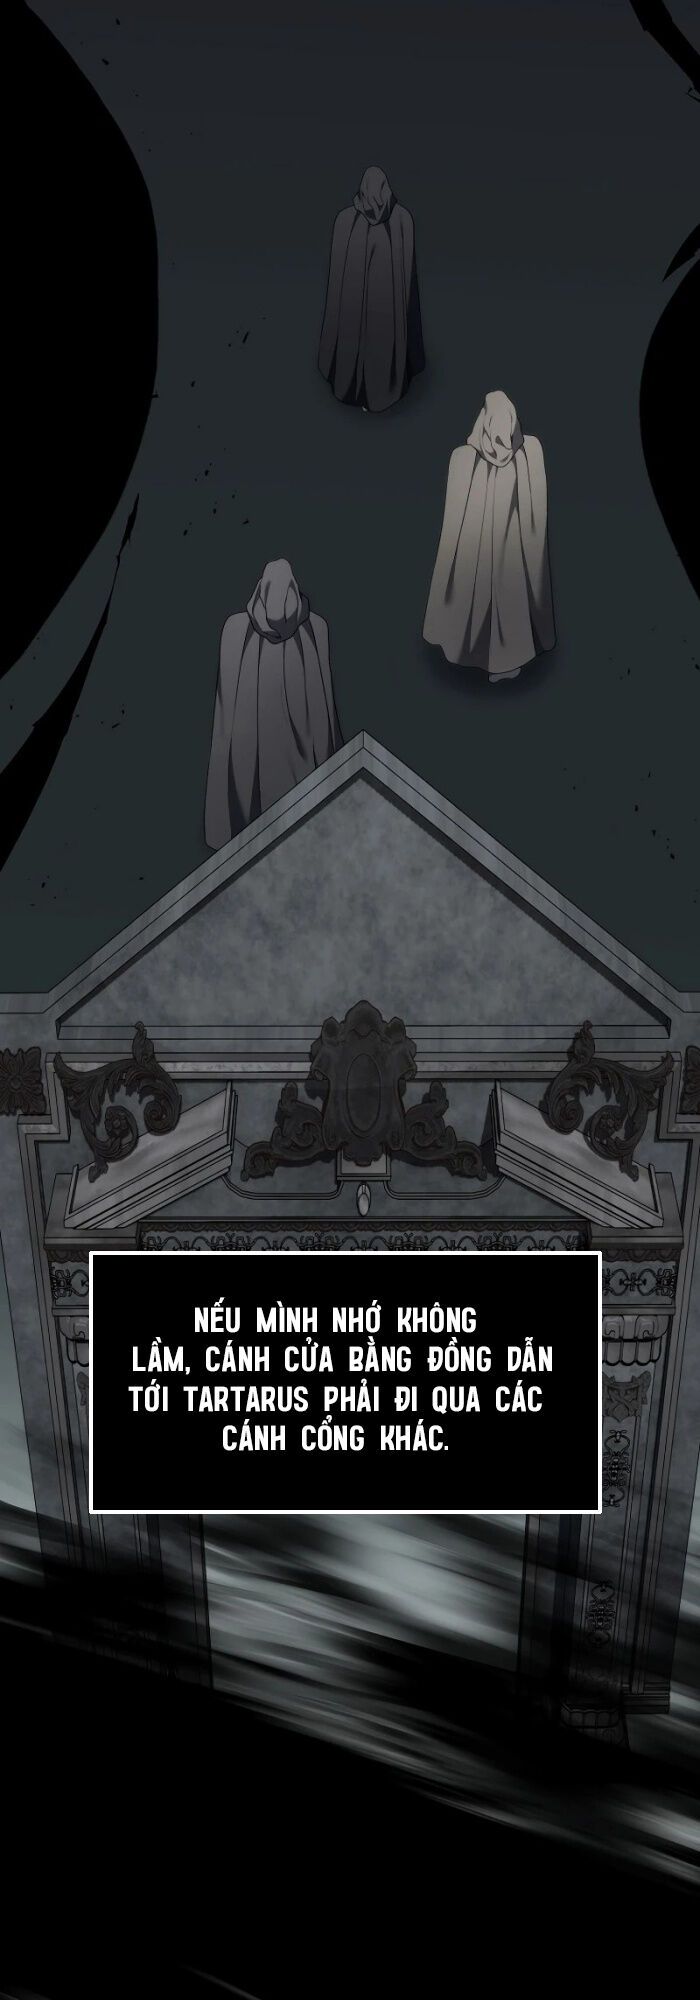 NẾU MÌNH NHỚ KHÔNG
LẦM, CÁNH CỬA BẰNG ĐỒNG DẪN
TỚI TARTARUS PHẢI ĐI QUA CÁC
CÁNH CỔNG KHÁC.